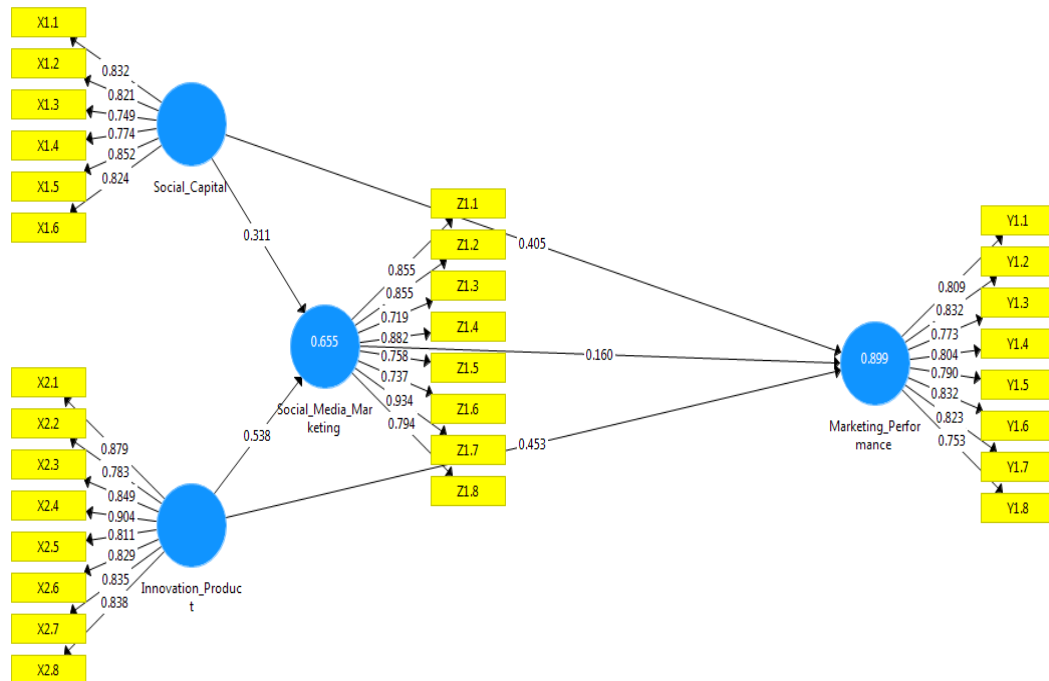 X1.1
X1.2
X1.3
X1.4
X1.5
X1.6
0.832
0.821
0.749
0.774
0.852
0.824
Social_Capital
0.311
0.405
X2.1
X2.2
X2.3
X2.4
X2.5
X2.6
X2.7
X2.8
0.879
0.783
0.849
0.904
0.811
0.829
0.835
0.838
Innovation_Produc
t
0.538
0.453
0.655
Social_Media_Mar
keting
0.855
0.855
0.719
0.882
0.758
0.737
0.934
0.794
Z1.1
Z1.2
Z1.3
Z1.4
Z1.5
Z1.6
Z1.7
Z1.8
0.160
0.899
Marketing_Perfor
mance
0.809
0.832
0.773
0.804
0.790
0.832
0.823
0.753
Y1.1
Y1.2
Y1.3
Y1.4
Y1.5
Y1.6
Y1.7
Y1.8